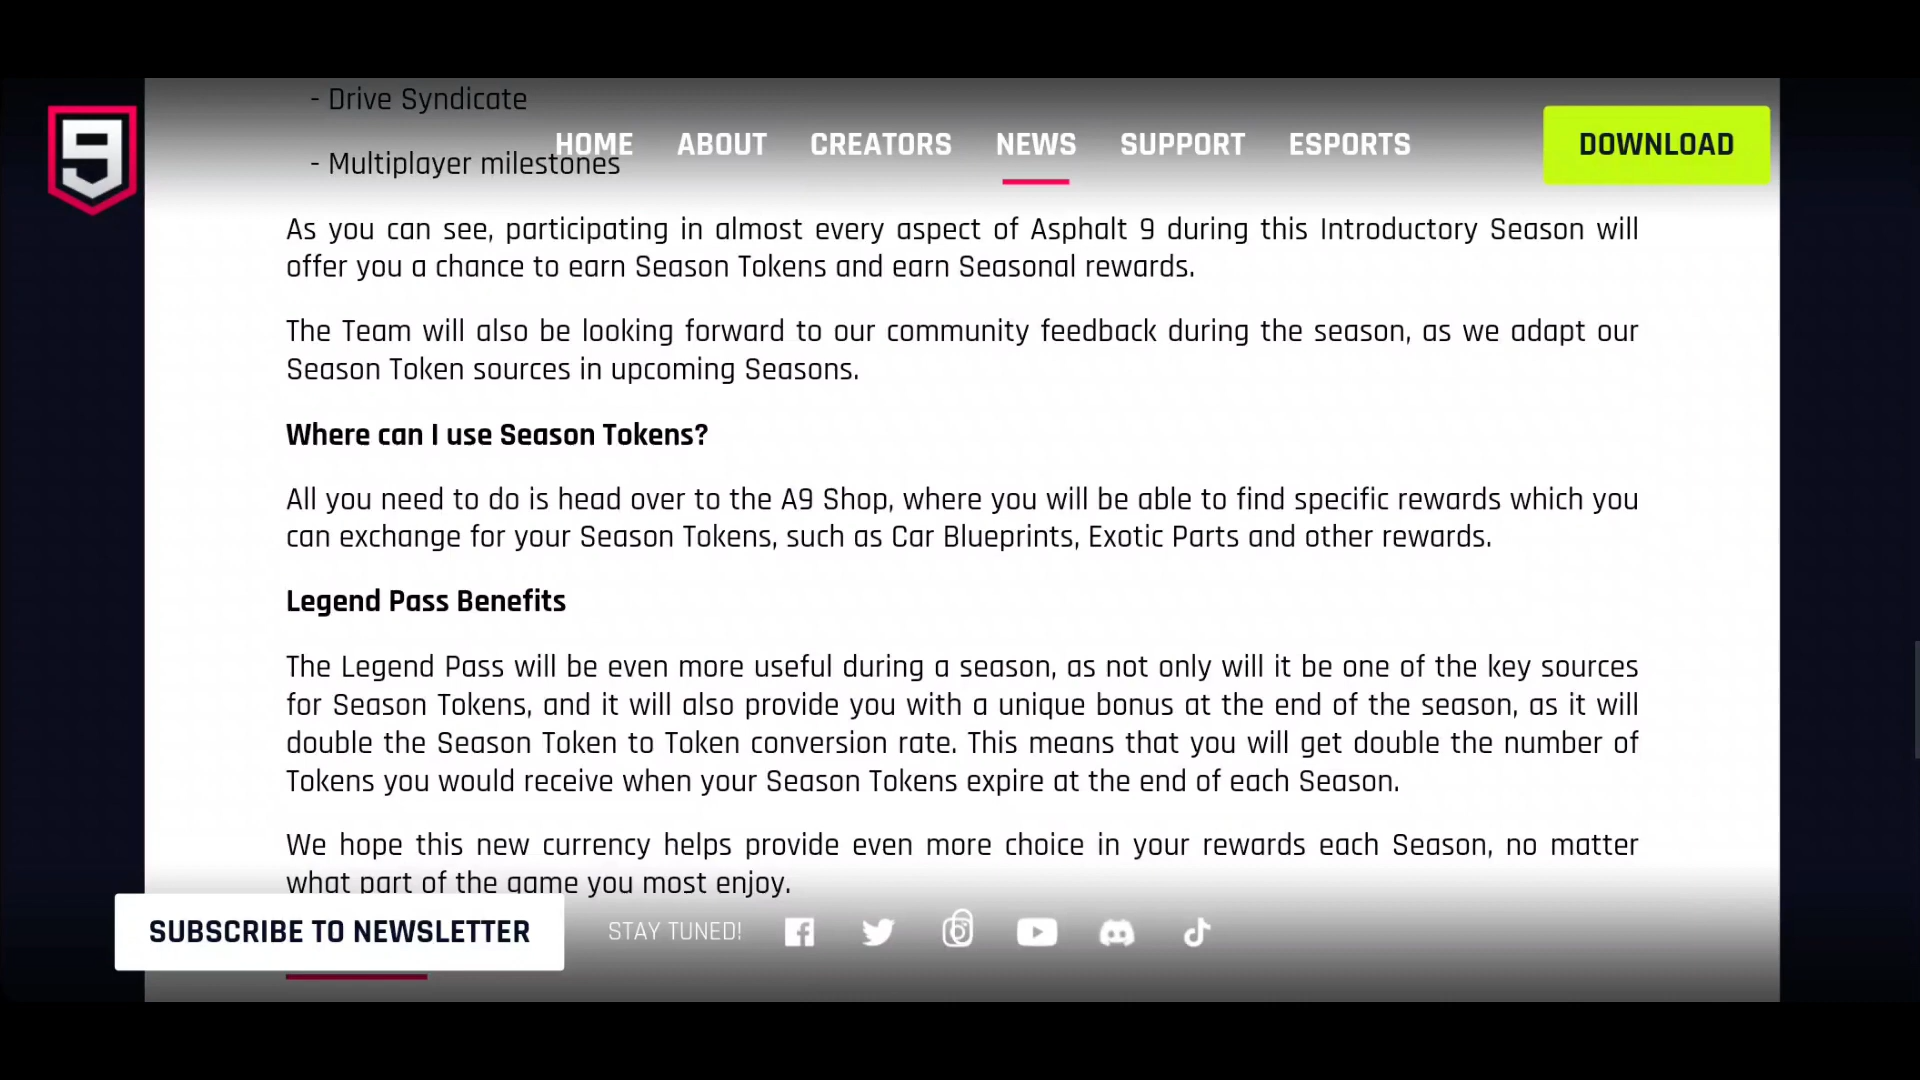 - Drive Syndicate
9
HOME ABOUT CREATORS NEWS SUPPORT ESPORTS
DOWNLOAD
- Multiplayer milestones
As you can see, participating in almost every aspect of Asphalt 9 during this Introductory Season will
offer you a chance to earn Season Tokens and earn Seasonal rewards.
The Team will also be looking forward to our community feedback during the season, as we adapt our
Season Token sources in upcoming Seasons.
Where can I use Season Tokens?
All you need to do is head over to the A9 Shop, where you will be able to find specific rewards which you
can exchange for your Season Tokens, such as Car Blueprints, Exotic Parts and other rewards.
Legend Pass Benefits
The Legend Pass will be even more useful during a season, as not only will it be one of the key sources
for Season Tokens, and it will also provide you with a unique bonus at the end of the season, as it will
double the Season Token to Token conversion rate. This means that you will get double the number of
Tokens you would receive when your Season Tokens expire at the end of each Season.
We hope this new currency helps provide even more choice in your rewards each Season, no matter
what part of the game you most enjoy.
SUBSCRIBE TO NEWSLETTER
STAY TUNED!